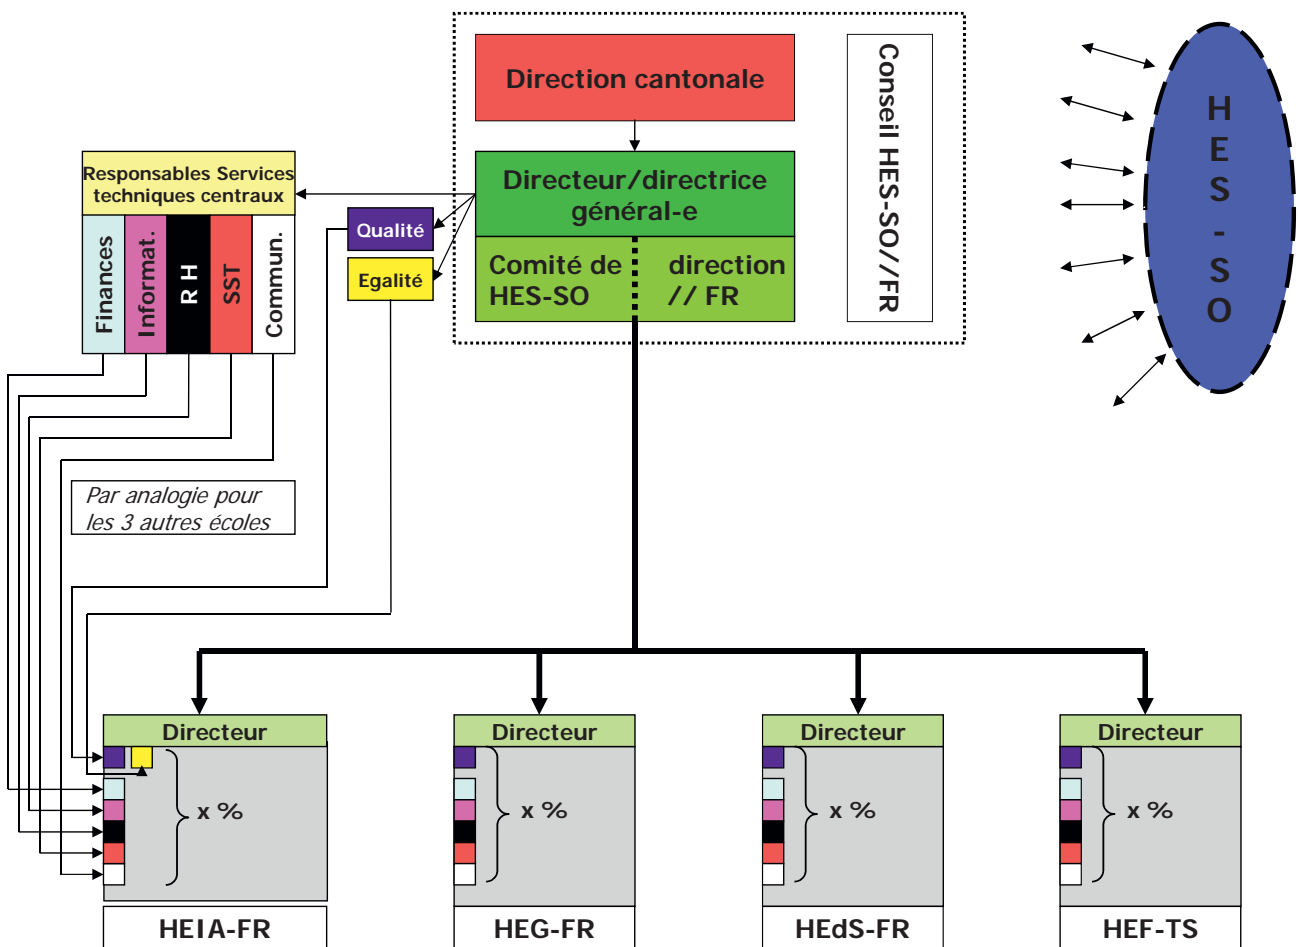 Direction cantonale
Conseil HES-SO//FR
HES-SO
Responsables Services
techniques centraux
Directeur/directrice
général-e
Qualité
Egalité
Comité de direction
HES-SO // FR
Finances
Informat.
R H
SST
Commun.
Par analogie pour
les 3 autres écoles
Directeur
Directeur
Directeur
Directeur
x %
x %
x %
x %
HEIA-FR
HEG-FR
HEdS-FR
HEF-TS